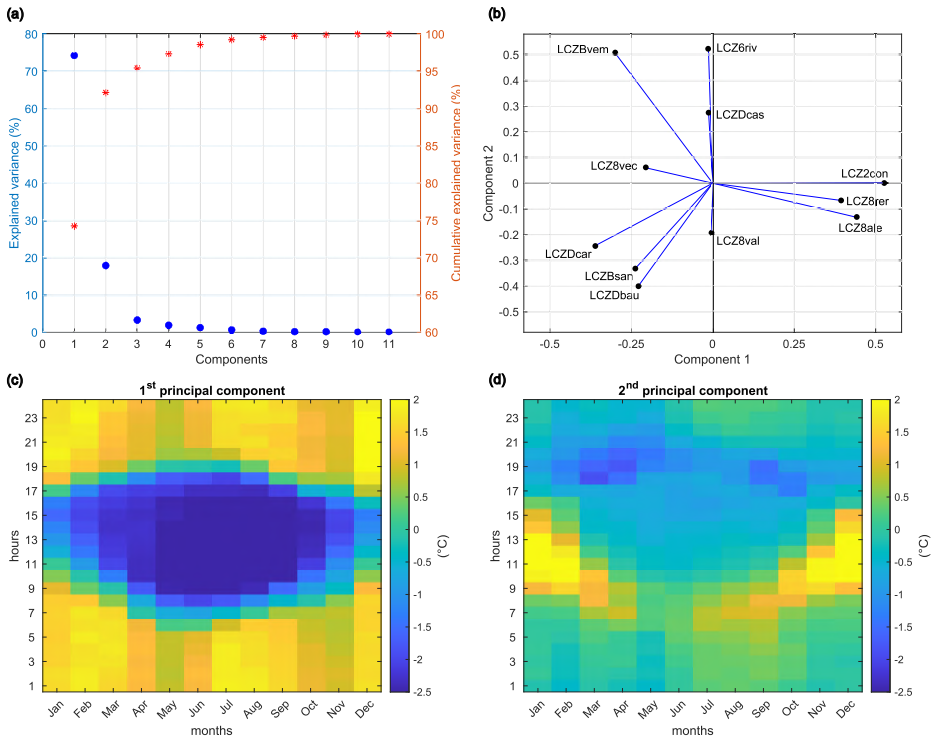 (a)
80
70
60
50
40
30
20
10
0
Explained variance (%)
100
95
90
85
80
75
70
65
60
Cumulative explained variance (%)
0 1 2 3 4 5 6 7 8 9 10 11
Components
(b)
0.5
0.4
0.3
0.2
0.1
0
-0.1
-0.2
-0.3
-0.4
-0.5
Component 2
LCZBvem
LCZ6riv
LCZDcas
LCZ8vec
LCZ2con
LCZ8rer
LCZ8ale
LCZ8val
LCZDcar
LCZBsan
LCZDbau
-0.5 -0.25 0 0.25 0.5
Component 1
(c)
1st principal component
23
21
19
17
15
13
11
9
7
5
3
1
hours
Jan Feb Mar Apr May Jun Jul Aug Sep Oct Nov Dec
months
2
1.5
1
0.5
0
-0.5
-1
-1.5
-2
-2.5
(°C)
(d)
2nd principal component
23
21
19
17
15
13
11
9
7
5
3
1
hours
Jan Feb Mar Apr May Jun Jul Aug Sep Oct Nov Dec
months
2
1.5
1
0.5
0
-0.5
-1
-1.5
-2
-2.5
(°C)